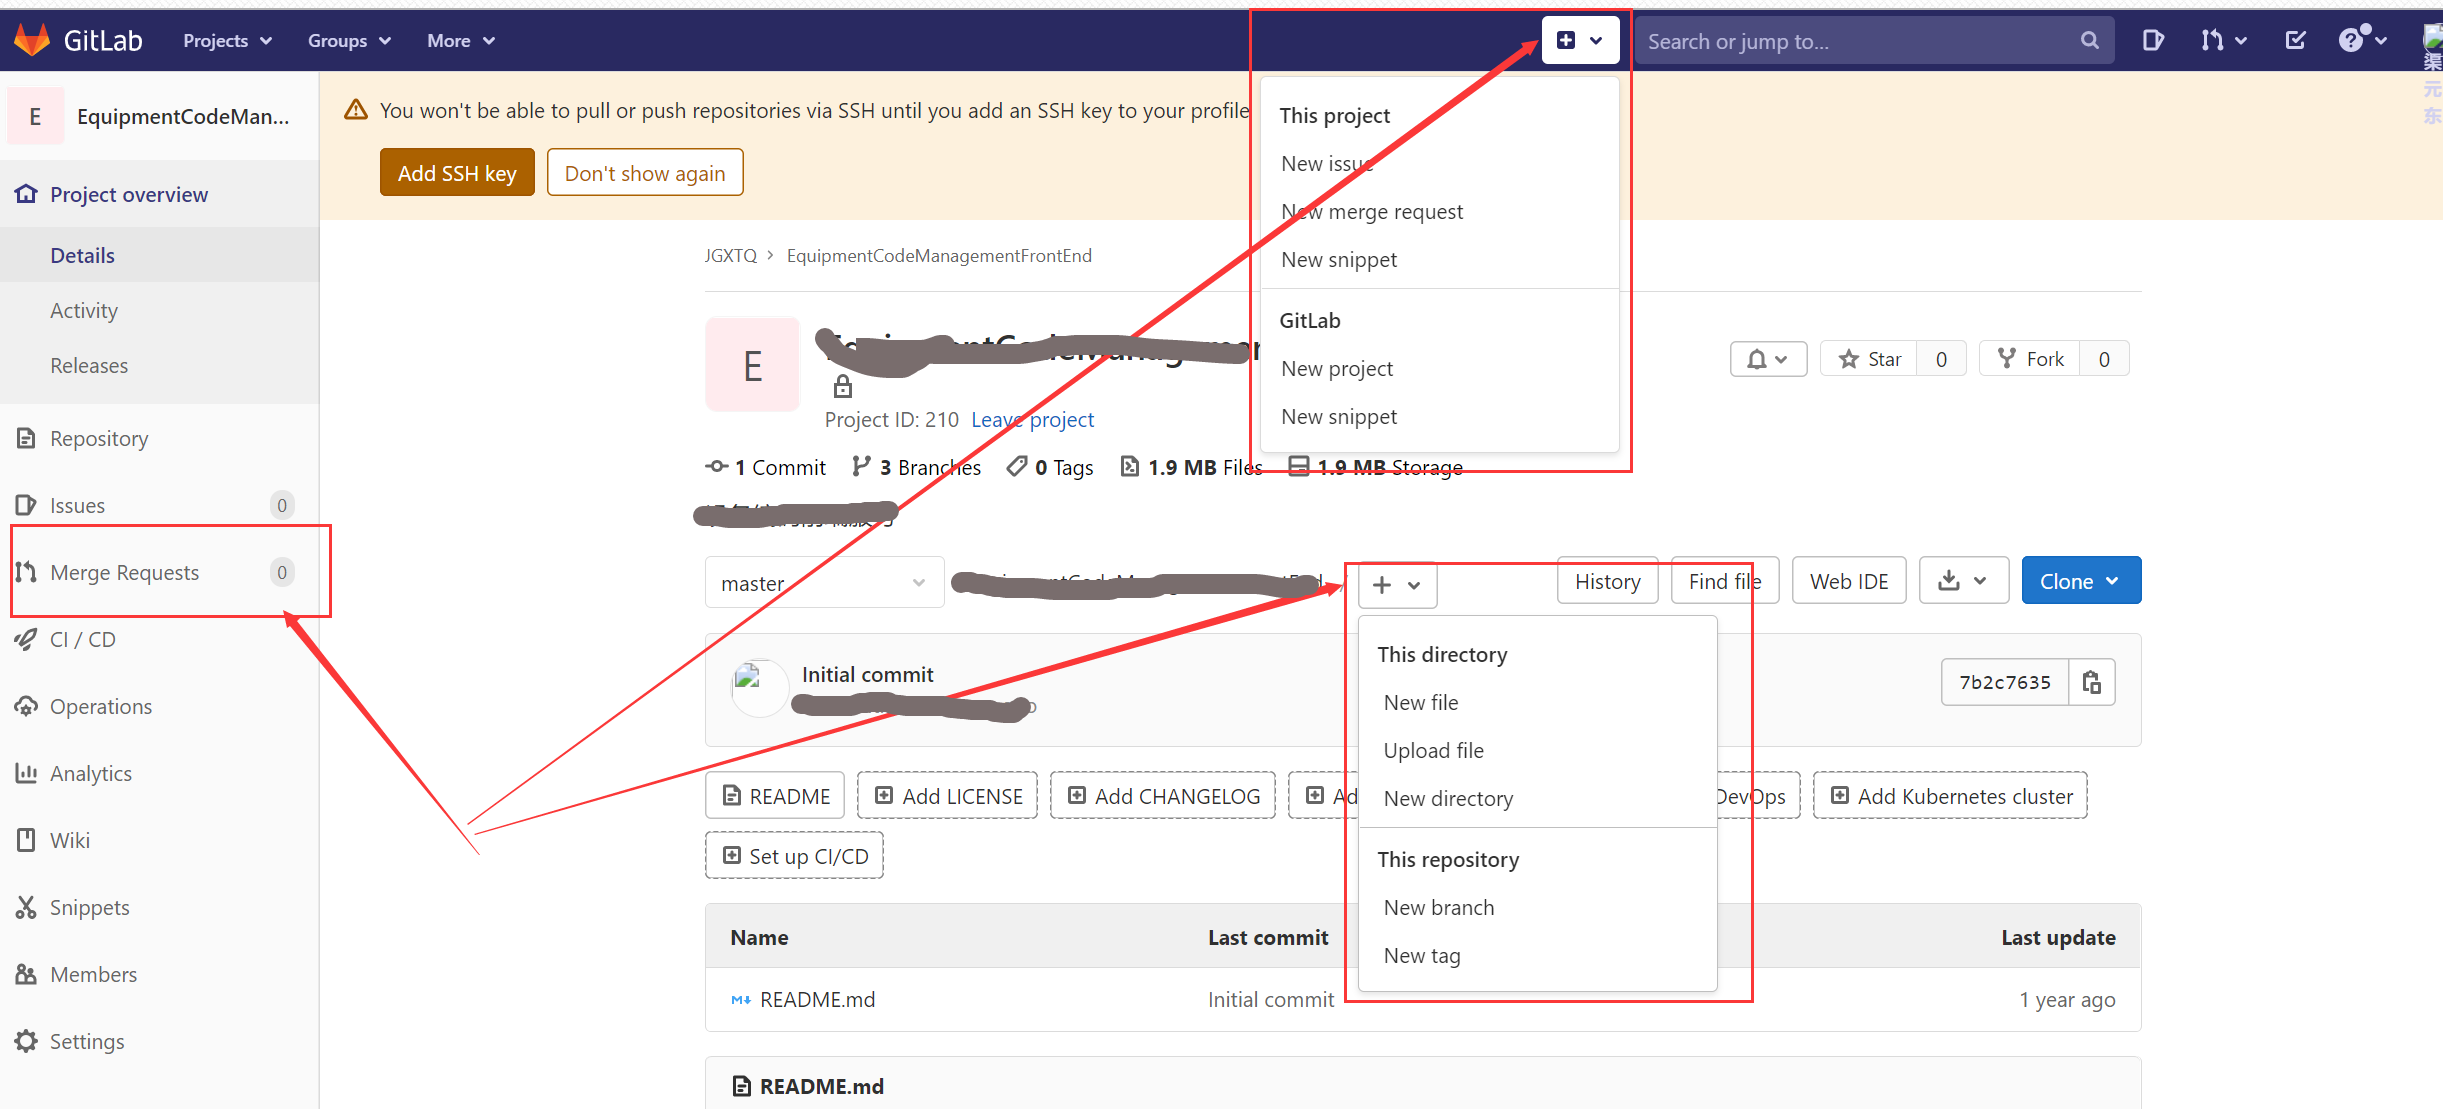 GitLab Projects Groups More Search or jump to...
渠
元
东
E EquipmentCodeMan...
Project overview
Details
Activity
Releases
Repository
Issues 0
Merge Requests 0
CI / CD
Operations
Analytics
Wiki
Snippets
Members
Settings
You won't be able to pull or push repositories via SSH until you add an SSH key to your profile
Add SSH key Don't show again
This project
New issue
New merge request
New snippet
GitLab
New project
New snippet
JGXTQ > EquipmentCodeManagementFrontEnd
E
Project ID: 210 Leave project
Star 0 Fork 0
1 Commit 3 Branches 0 Tags 1.9 MB Files 1.9 MB Storage
master
History Find file Web IDE Clone
Initial commit
7b2c7635
This directory
New file
Upload file
New directory
This repository
New branch
New tag
README Add LICENSE Add CHANGELOG Ad DevOps Add Kubernetes cluster
Set up CI/CD
Name Last commit Last update
README.md Initial commit 1 year ago
README.md